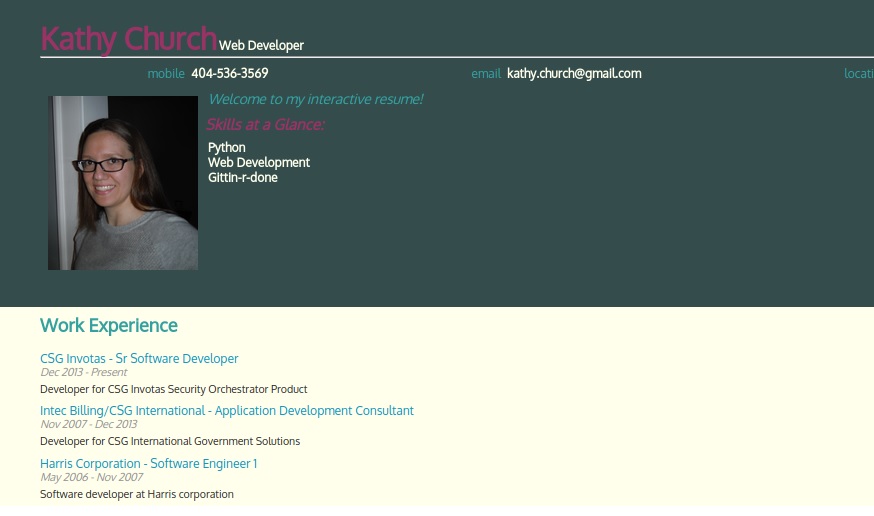 Kathy Church Web Developer
mobile 404-536-3569 email kathy.church@gmail.com locati
Welcome to my interactive resume!
Skills at a Glance:
Python
Web Development
Gittin-r-done
Work Experience
CSG Invotas - Sr Software Developer
Dec 2013 - Present
Developer for CSG Invotas Security Orchestrator Product
Intec Billing/CSG International - Application Development Consultant
Nov 2007 - Dec 2013
Developer for CSG International Government Solutions
Harris Corporation - Software Engineer 1
May 2006 - Nov 2007
Software developer at Harris corporation